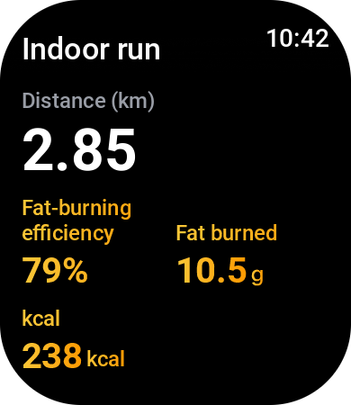 Indoor run
10:42
Distance (km)
2.85
Fat-burning
efficiency
Fat burned
79%
10.5 g
kcal
238 kcal